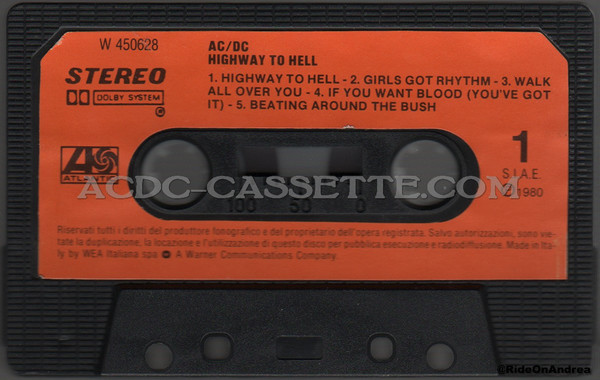 W 450628
AC/DC
HIGHWAY TO HELL
STEREO
DOLBY SYSTEM
1. HIGHWAY TO HELL - 2. GIRLS GOT RHYTHM - 3. WALK
ALL OVER YOU - 4. IF YOU WANT BLOOD (YOU'VE GOT
IT) - 5. BEATING AROUND THE BUSH
ATLANTIC
1
S.I.A.E.
1980
ACDC-CASSETTE.COM
100 50 0
Riservati tutti i diritti del produttore fonografico e del proprietario dell'opera registrata. Salvo autorizzazioni, sono vie-
tate la duplicazione, la locazione e l'utilizzazione di questo disco per pubblica esecuzione e radiodiffusione. Made in Ita-
ly by WEA Italiana spa A Warner Communications Company.
@RideOnAndrea